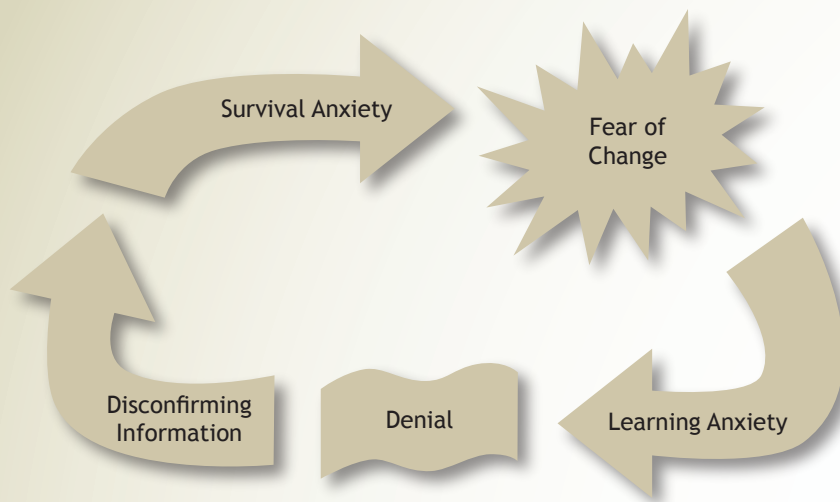 Survival Anxiety
Fear of
Change
Learning Anxiety
Denial
Disconfirming
Information